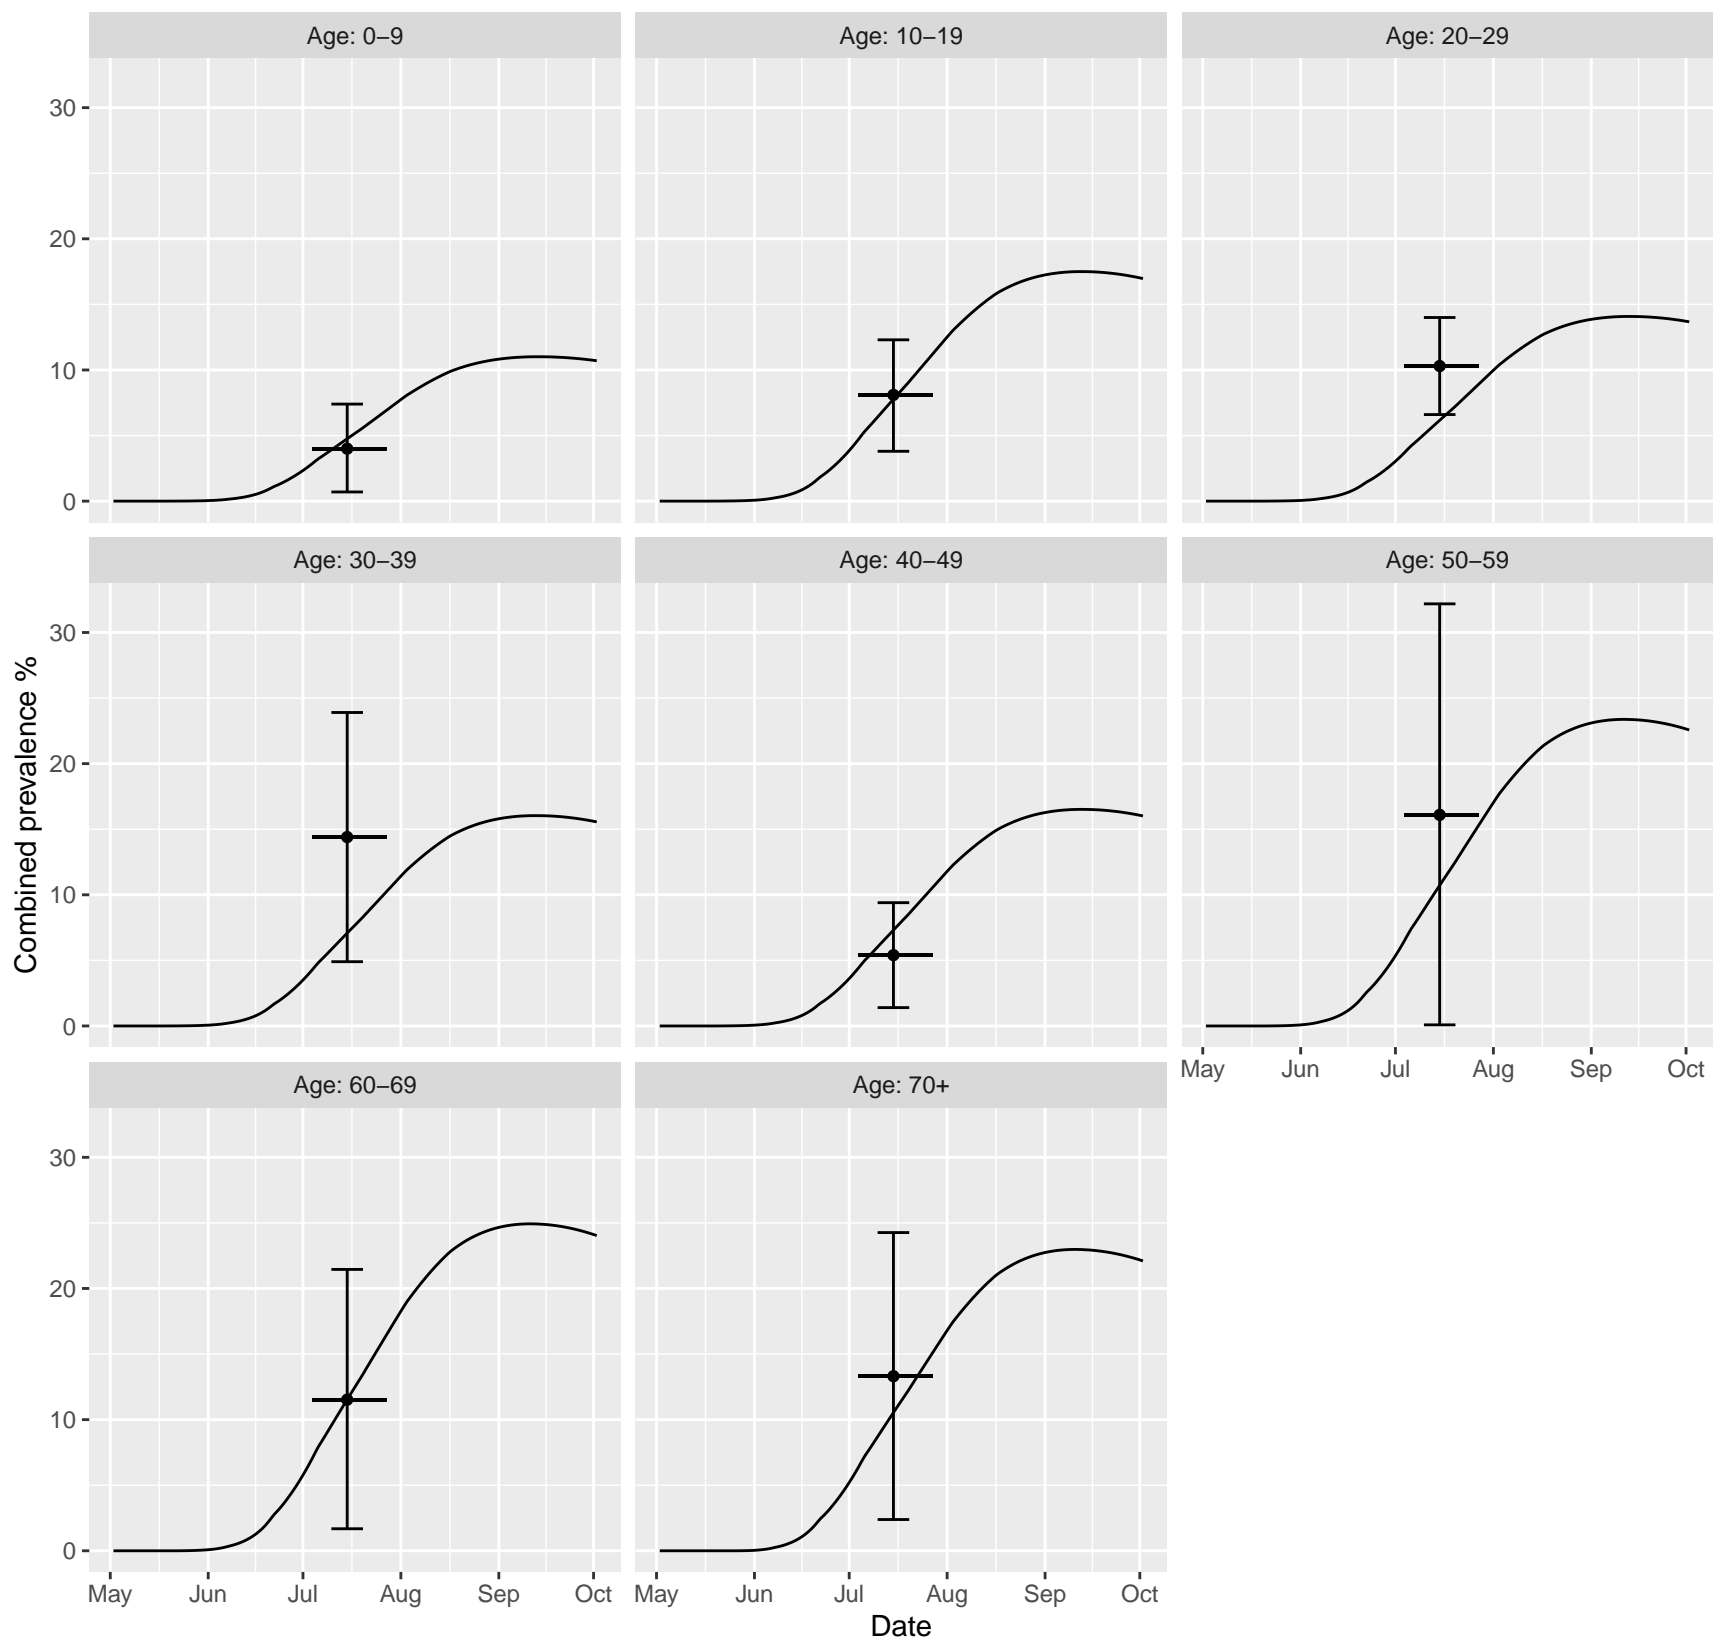 Age: 0–9
Age: 10–19
Age: 20–29
30
20
10
0
Age: 30–39
Age: 40–49
Age: 50–59
30
20
10
0
May Jun Jul Aug Sep Oct
Age: 60–69
Age: 70+
30
20
10
0
May Jun Jul Aug Sep Oct
May Jun Jul Aug Sep Oct
Date
Combined prevalence %